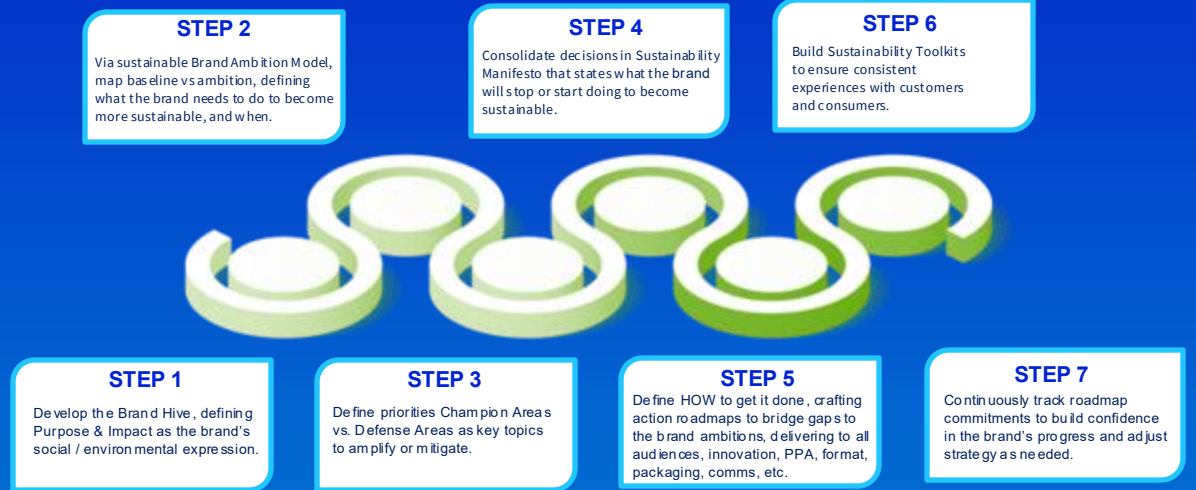 STEP 2
Via sustainable Brand Ambition Model,
map baseline vs ambition, defining
what the brand needs to do to become
more sustainable, and when.
STEP 4
Consolidate decisions in Sustainability
Manifesto that states what the brand
will stop or start doing to become
sustainable.
STEP 6
Build Sustainability Toolkits
to ensure consistent
experiences with customers
and consumers.
STEP 1
Develop the Brand Hive, defining
Purpose & Impact as the brand’s
social / environmental expression.
STEP 3
Define priorities Champion Areas
vs. Defense Areas as key topics
to amplify or mitigate.
STEP 5
Define HOW to get it done, crafting
action roadmaps to bridge gaps to
the brand ambitions, delivering to all
audiences, innovation, PPA, format,
packaging, comms, etc.
STEP 7
Continuously track roadmap
commitments to build confidence
in the brand’s progress and adjust
strategy as needed.